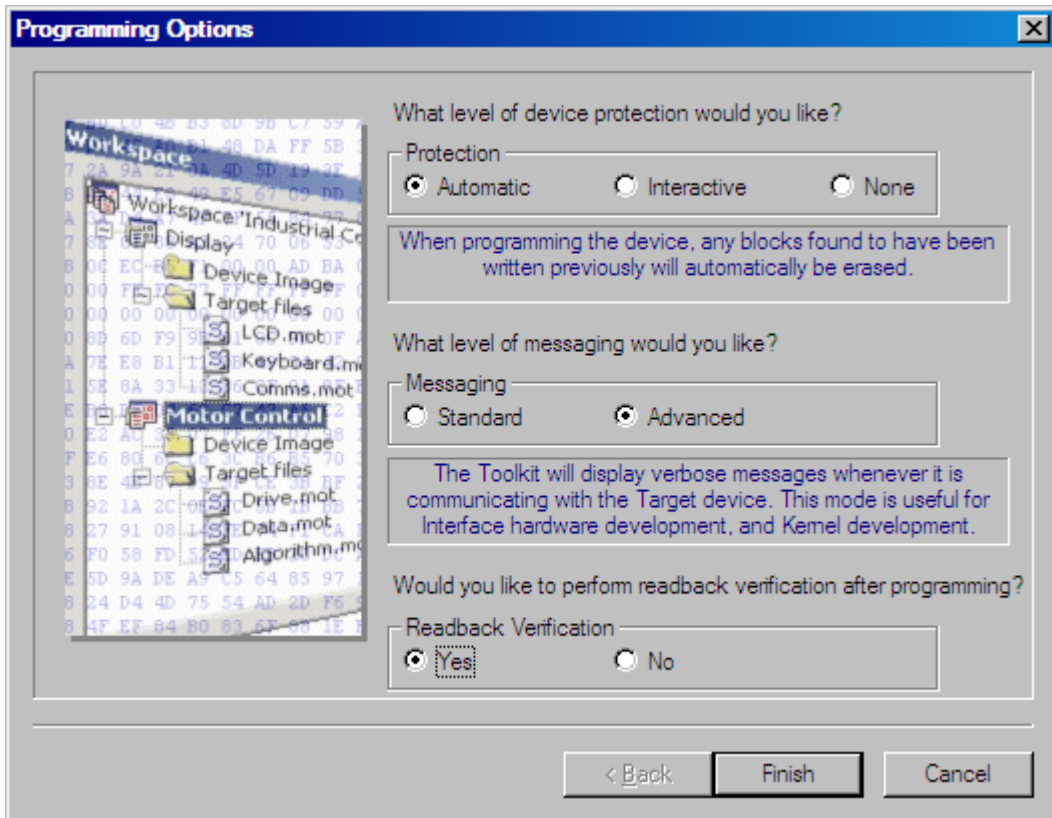 Programming Options
What level of device protection would you like?
Protection
Automatic
Interactive
None
When programming the device, any blocks found to have been
written previously will automatically be erased.
What level of messaging would you like?
Messaging
Standard
Advanced
The Toolkit will display verbose messages whenever it is
communicating with the Target device. This mode is useful for
Interface hardware development, and Kernel development.
Would you like to perform readback verification after programming?
Readback Verification
Yes
No
< Back
Finish
Cancel
Workspace
Workspace 'Industrial
Display
Device Image
Target files
LCD.mot
Keyboard.m
Comms.mot
Motor Control
Device Image
Target files
Drive.mot
Data.mot
Algorithm.mo